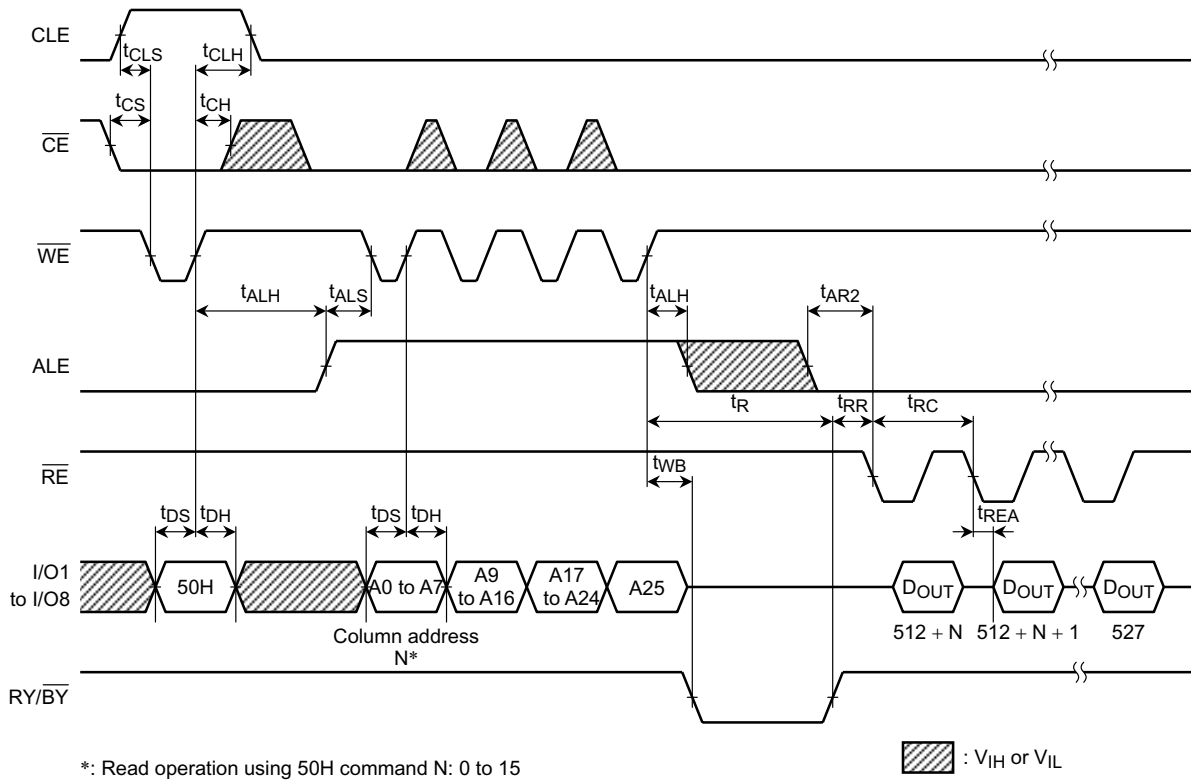 CLE
tCLS
tCLH
tCS
tCH
CE
WE
tALH
tALS
tALH
tAR2
ALE
tR
tRR
tRC
RE
tWB
tDS
tDH
tDS
tDH
tREA
I/O1
to I/O8
50H
A0 to A7
A9
to A16
A17
to A24
A25
DOUT
DOUT
DOUT
Column address
N*
512 + N
512 + N + 1
527
RY/BY
*: Read operation using 50H command N: 0 to 15
: VIH or VIL